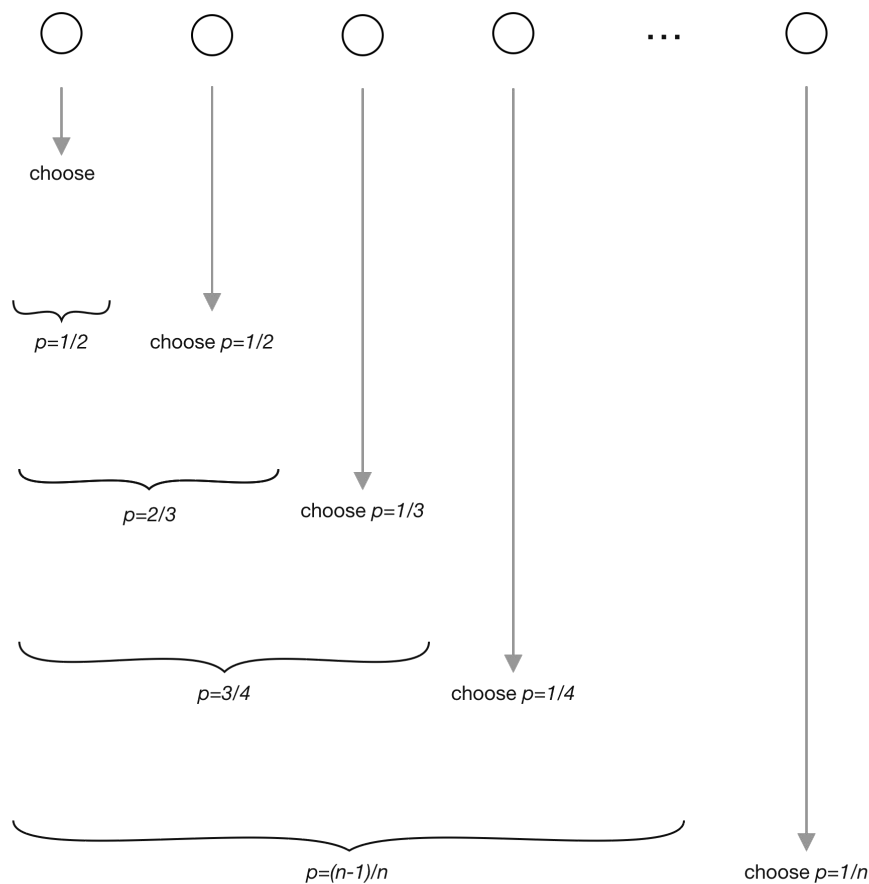 ...
choose
p=1/2 choose p=1/2
p=2/3 choose p=1/3
p=3/4 choose p=1/4
p=(n-1)/n choose p=1/n